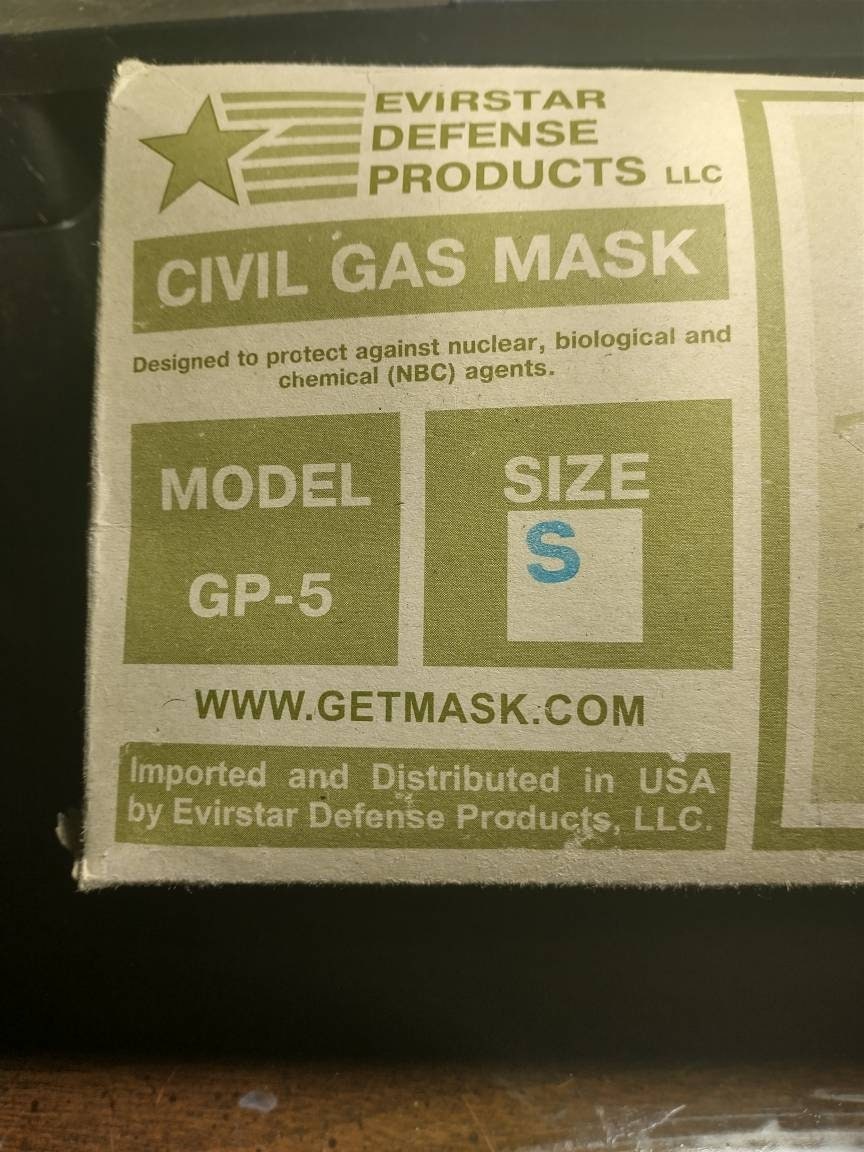 EVIRSTAR
DEFENSE
PRODUCTS LLC
CIVIL GAS MASK
Designed to protect against nuclear, biological and
chemical (NBC) agents.
MODEL
GP-5
SIZE
S
WWW.GETMASK.COM
Imported and Distributed in USA
by Evirstar Defense Products, LLC.